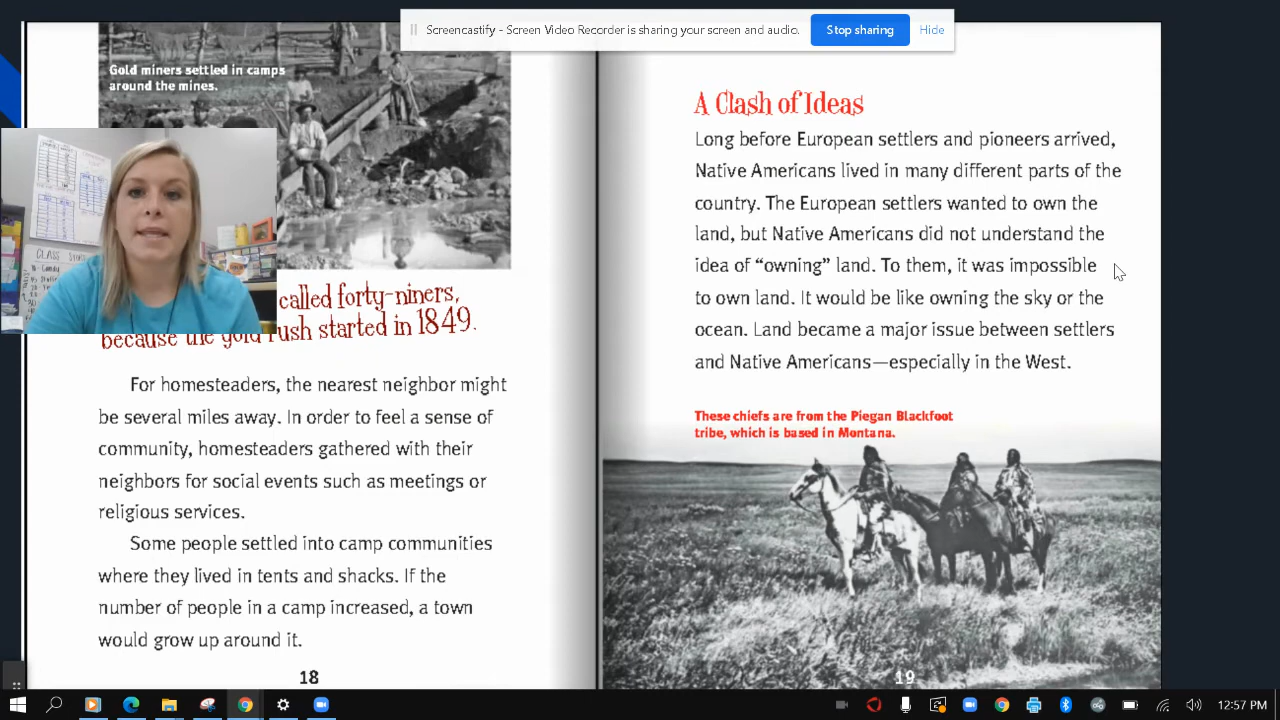 Screencastify - Screen Video Recorder is sharing your screen and audio.
Stop sharing
Hide
Gold miners settled in camps
around the mines.
called forty-niners,
because the gold rush started in 1849.
For homesteaders, the nearest neighbor might
be several miles away. In order to feel a sense of
community, homesteaders gathered with their
neighbors for social events such as meetings or
religious services.
Some people settled into camp communities
where they lived in tents and shacks. If the
number of people in a camp increased, a town
would grow up around it.
18
A Clash of Ideas
Long before European settlers and pioneers arrived,
Native Americans lived in many different parts of the
country. The European settlers wanted to own the
land, but Native Americans did not understand the
idea of “owning” land. To them, it was impossible
to own land. It would be like owning the sky or the
ocean. Land became a major issue between settlers
and Native Americans—especially in the West.
These chiefs are from the Piegan Blackfoot
tribe, which is based in Montana.
19
12:57 PM